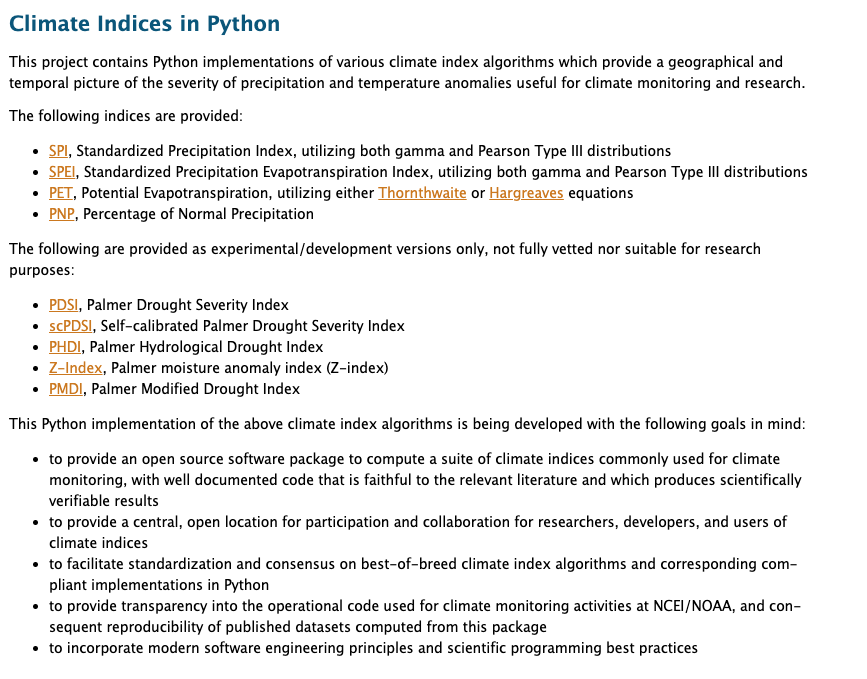 Climate Indices in Python
This project contains Python implementations of various climate index algorithms which provide a geographical and
temporal picture of the severity of precipitation and temperature anomalies useful for climate monitoring and research.
The following indices are provided:
• SPI, Standardized Precipitation Index, utilizing both gamma and Pearson Type III distributions
• SPEI, Standardized Precipitation Evapotranspiration Index, utilizing both gamma and Pearson Type III distributions
• PET, Potential Evapotranspiration, utilizing either Thornthwaite or Hargreaves equations
• PNP, Percentage of Normal Precipitation
The following are provided as experimental/development versions only, not fully vetted nor suitable for research
purposes:
• PDSI, Palmer Drought Severity Index
• scPDSI, Self-calibrated Palmer Drought Severity Index
• PHDI, Palmer Hydrological Drought Index
• Z-Index, Palmer moisture anomaly index (Z-index)
• PMDI, Palmer Modified Drought Index
This Python implementation of the above climate index algorithms is being developed with the following goals in mind:
• to provide an open source software package to compute a suite of climate indices commonly used for climate
monitoring, with well documented code that is faithful to the relevant literature and which produces scientifically
verifiable results
• to provide a central, open location for participation and collaboration for researchers, developers, and users of
climate indices
• to facilitate standardization and consensus on best-of-breed climate index algorithms and corresponding com-
pliant implementations in Python
• to provide transparency into the operational code used for climate monitoring activities at NCEI/NOAA, and con-
sequent reproducibility of published datasets computed from this package
• to incorporate modern software engineering principles and scientific programming best practices